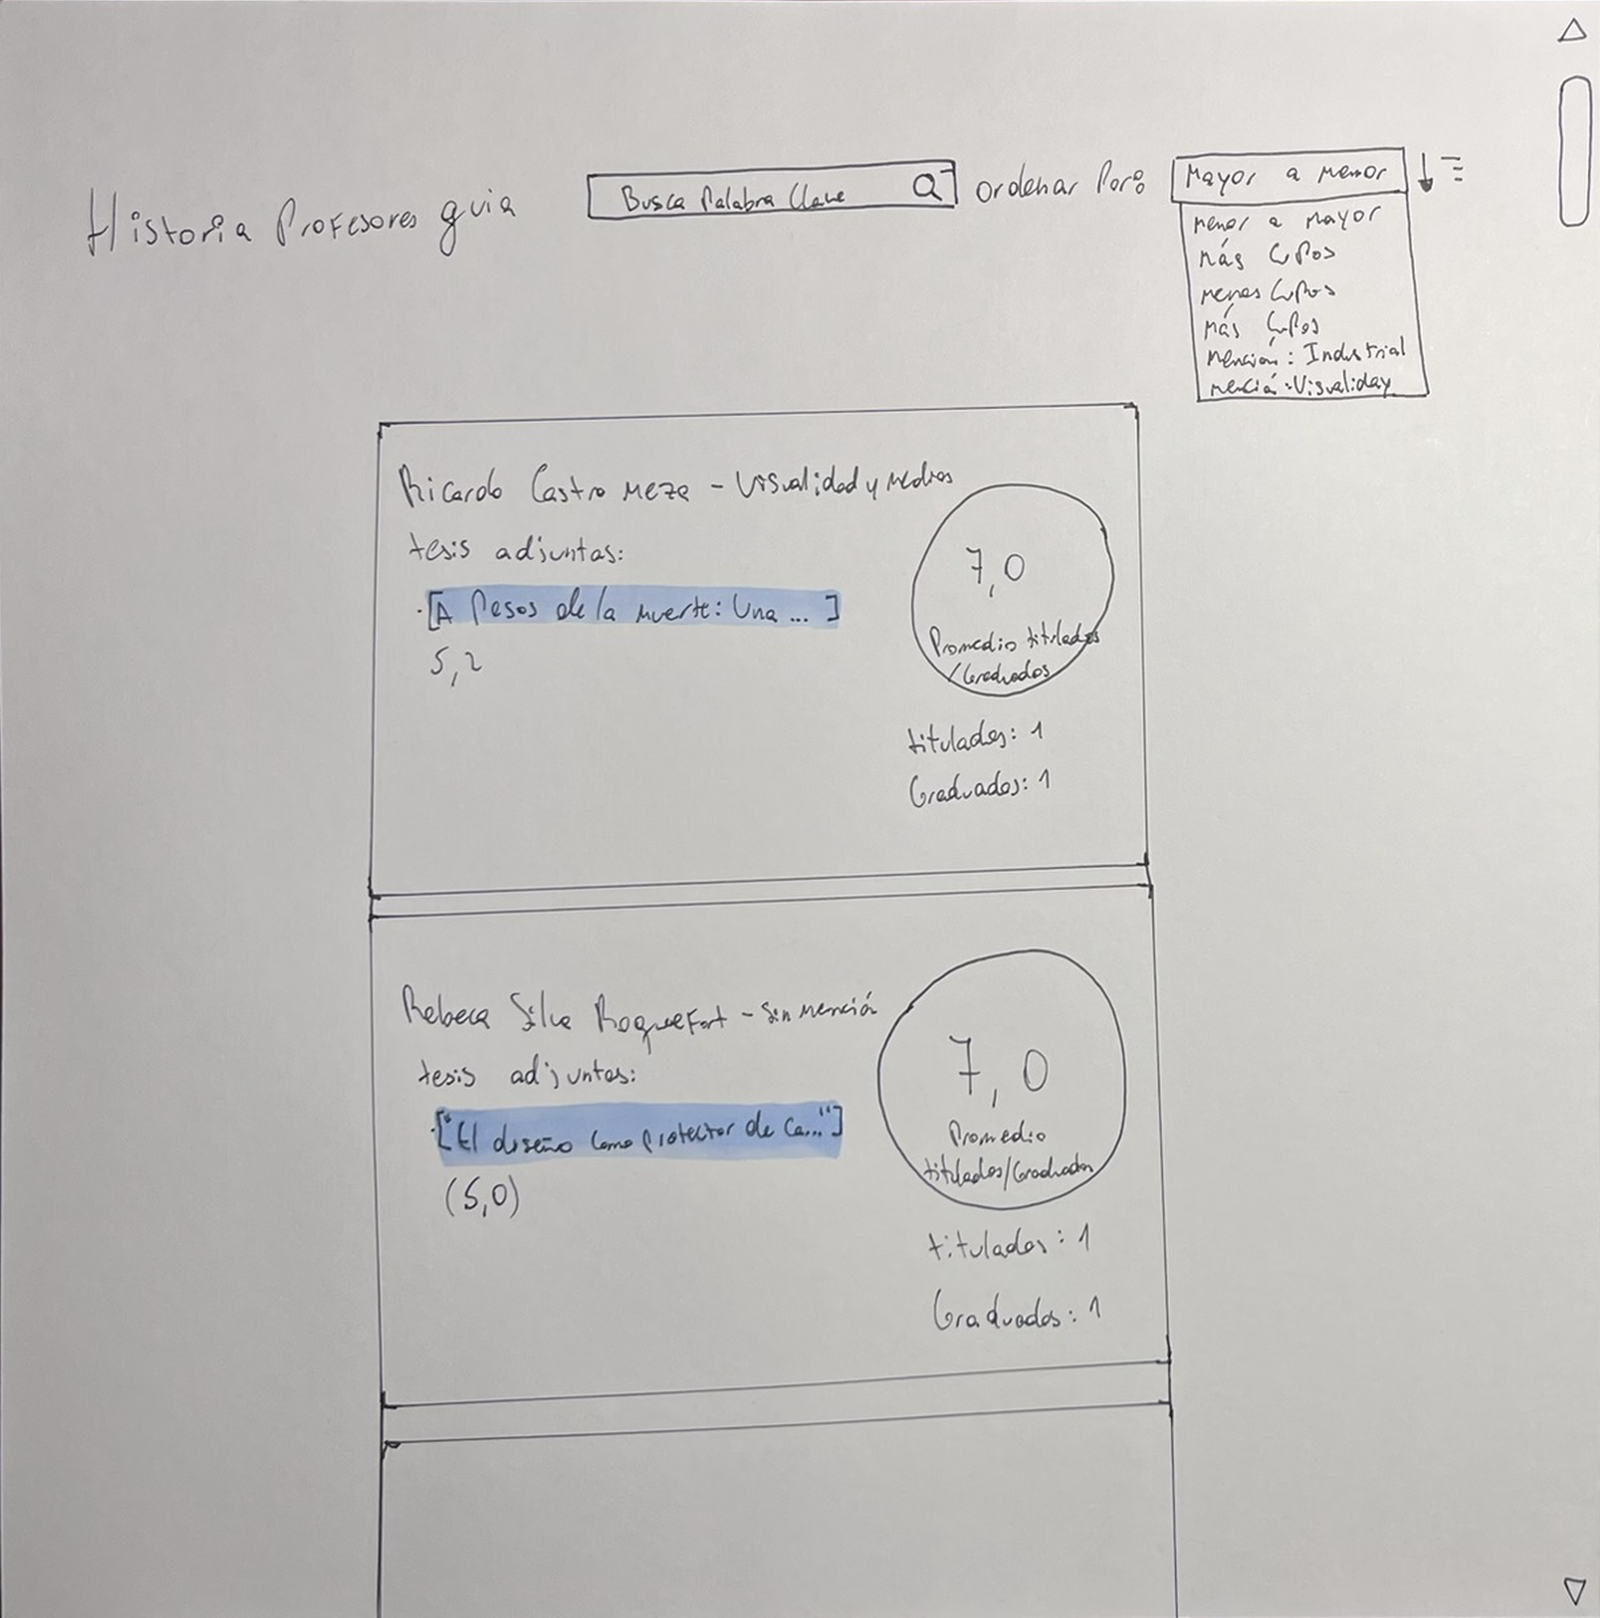 Historia Profesores guia
Busca Palabra Clave
ordenar Por:
Mayor a menor
menor a mayor
más Cupos
menos Cupos
más Cupos
mención: Industrial
menciá: Visualiday
Ricardo Castro Meza - Visualidad y Medios
tesis adjuntas:
·[A Pesos de la muerte: Una ... ]
5,2
7,0
Promedio titulados
/Graduados
titulados: 1
Graduados: 1
Rebeca Silva Roquefort - Sin mención
tesis adjuntas:
·["El diseño como protector de Ca..."]
(5,0)
7,0
Promedio
titulados/Graduados
titulados: 1
Graduados: 1